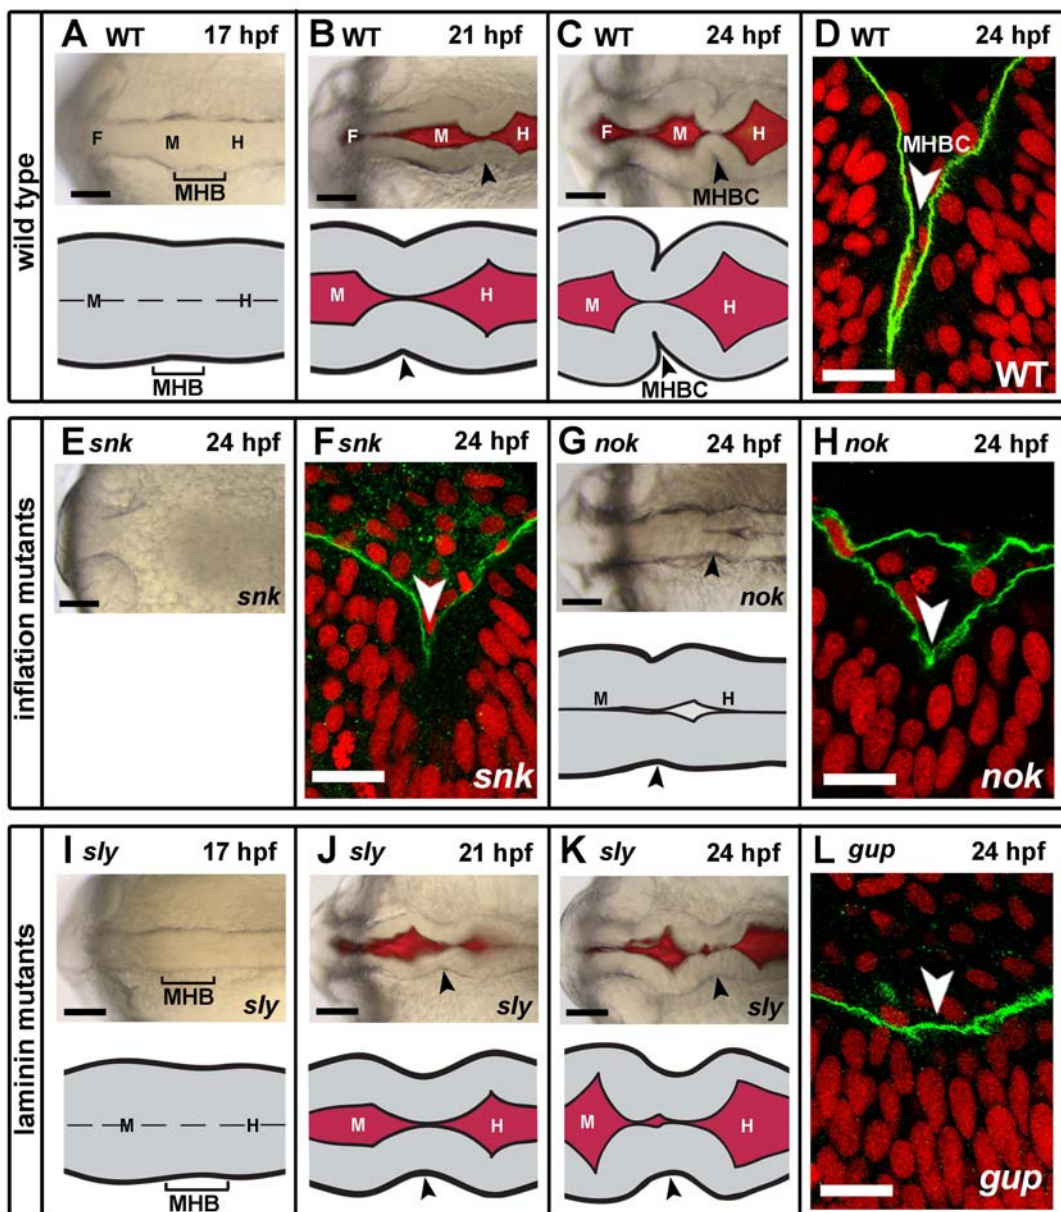 wild type
A WT 17 hpf
F M H
MHB
M H
MHB
B WT 21 hpf
F M H
M H
C WT 24 hpf
F M H
MHBC
M H
MHBC
D WT 24 hpf
MHBC
WT
inflation mutants
E snk 24 hpf
snk
F snk 24 hpf
snk
G nok 24 hpf
nok
M H
H nok 24 hpf
nok
laminin mutants
I sly 17 hpf
MHB
sly
M H
MHB
J sly 21 hpf
sly
M H
K sly 24 hpf
sly
M H
L gup 24 hpf
gup